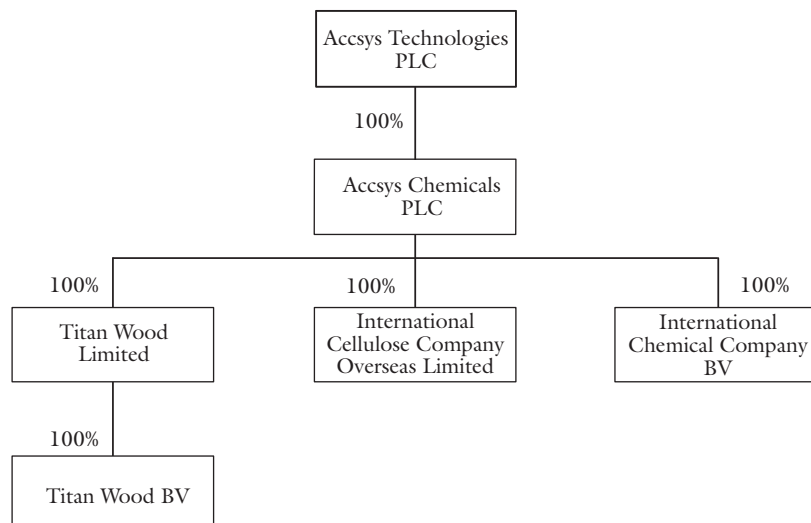 Accsys Technologies
PLC
100%
Accsys Chemicals
PLC
100%
100%
100%
Titan Wood
Limited
International
Cellulose Company
Overseas Limited
International
Chemical Company
BV
100%
Titan Wood BV